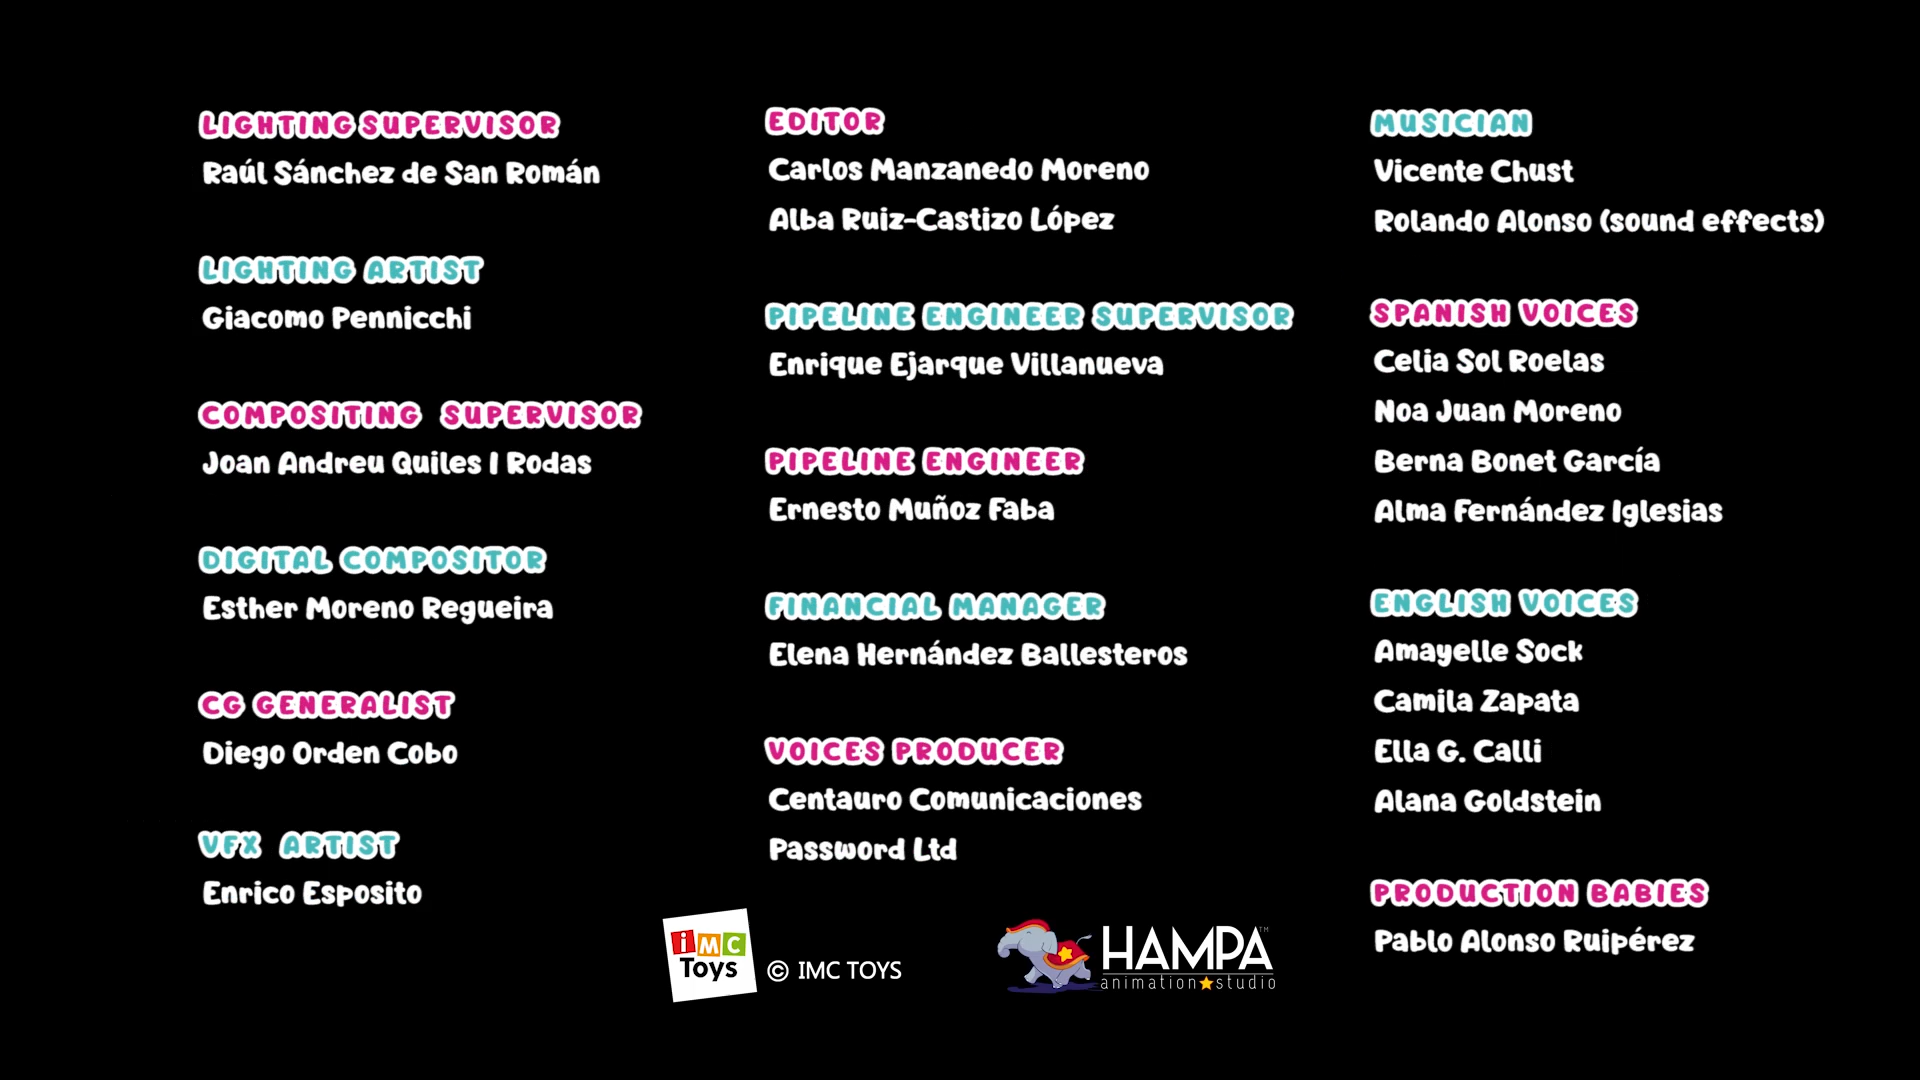 LIGHTING SUPERVISOR
Raúl Sánchez de San Román
LIGHTING ARTIST
Giacomo Pennicchi
COMPOSITING SUPERVISOR
Joan Andreu Quiles I Rodas
DIGITAL COMPOSITOR
Esther Moreno Regueira
CG GENERALIST
Diego Orden Cobo
VFX ARTIST
Enrico Esposito
EDITOR
Carlos Manzanedo Moreno
Alba Ruiz-Castizo López
PIPELINE ENGINEER SUPERVISOR
Enrique Ejarque Villanueva
PIPELINE ENGINEER
Ernesto Muñoz Faba
FINANCIAL MANAGER
Elena Hernández Ballesteros
VOICES PRODUCER
Centauro Comunicaciones
Password Ltd
MUSICIAN
Vicente Chust
Rolando Alonso (sound effects)
SPANISH VOICES
Celia Sol Roelas
Noa Juan Moreno
Berna Bonet García
Alma Fernández Iglesias
ENGLISH VOICES
Amayelle Sock
Camila Zapata
Ella G. Calli
Alana Goldstein
PRODUCTION BABIES
Pablo Alonso Ruipérez
iMC
Toys
© IMC TOYS
HAMPA™
animation studio